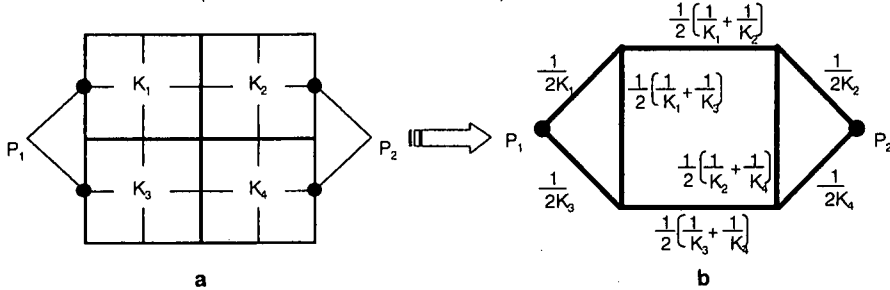 K₁
K₂
P₁
P₂
K₃
K₄
a
1/2(1/K₁ + 1/K₂)
1/2K₁
1/2K₂
1/2(1/K₁ + 1/K₃)
P₁
P₂
1/2(1/K₂ + 1/K₄)
1/2K₃
1/2K₄
1/2(1/K₃ + 1/K₄)
b